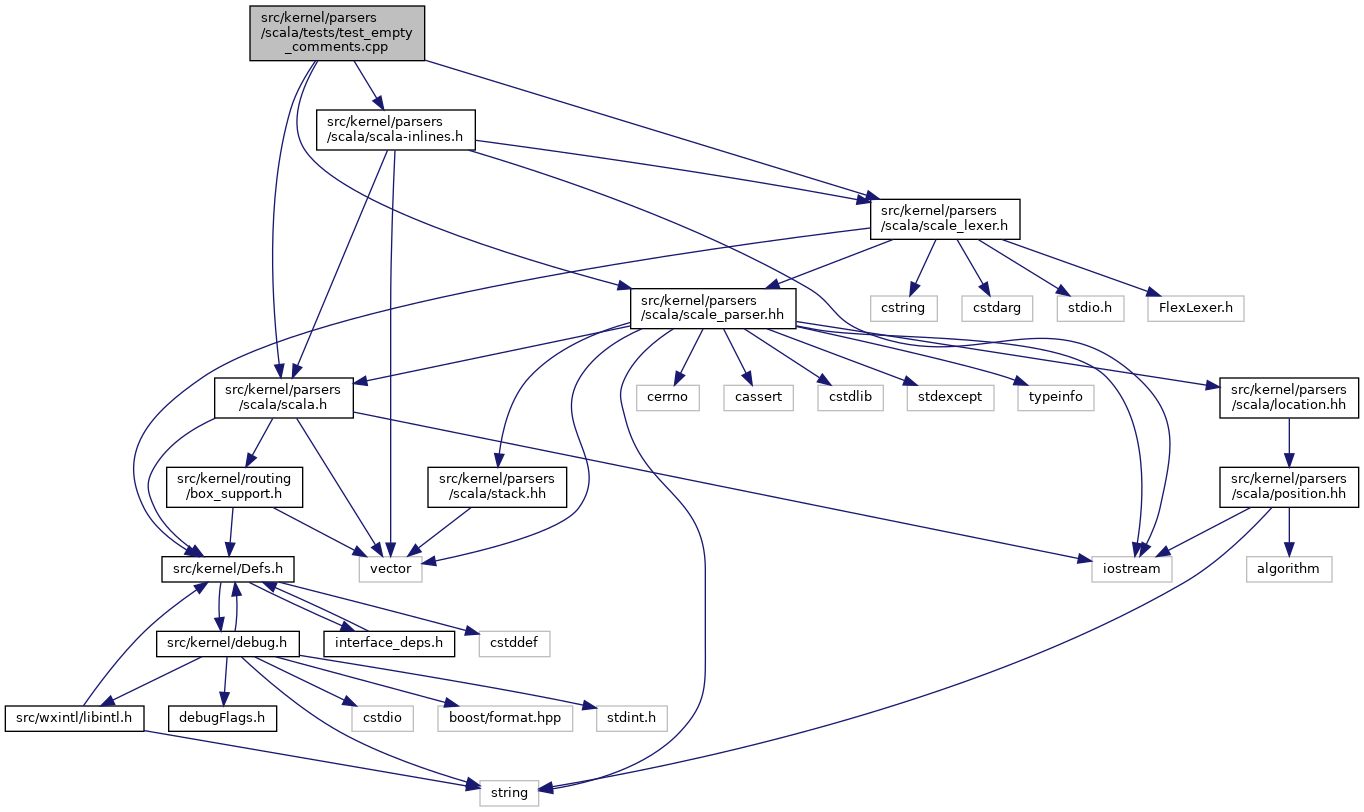 src/kernel/parsers
/scala/tests/test_empty
_comments.cpp
src/kernel/parsers
/scala/scala-inlines.h
src/kernel/parsers
/scala/scale_lexer.h
src/kernel/parsers
/scala/scale_parser.hh
cstring
cstdarg
stdio.h
FlexLexer.h
src/kernel/parsers
/scala/scala.h
cerrno
cassert
cstdlib
stdexcept
typeinfo
src/kernel/parsers
/scala/location.hh
src/kernel/routing
/box_support.h
src/kernel/parsers
/scala/stack.hh
src/kernel/parsers
/scala/position.hh
src/kernel/Defs.h
vector
iostream
algorithm
src/kernel/debug.h
interface_deps.h
cstddef
src/wxintl/libintl.h
debugFlags.h
cstdio
boost/format.hpp
stdint.h
string